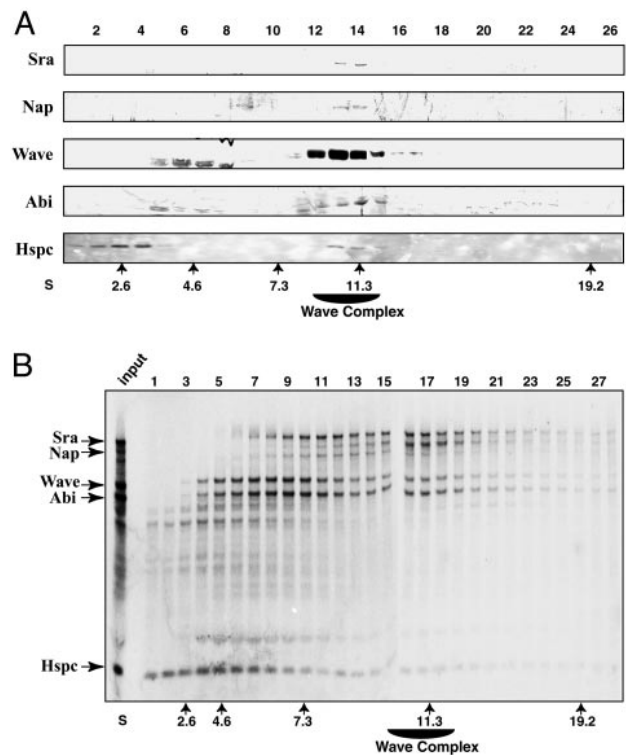 A
2 4 6 8 10 12 14 16 18 20 22 24 26
Sra
Nap
Wave
Abi
Hspc
S 2.6 4.6 7.3 11.3 19.2
Wave Complex
B
input 1 3 5 7 9 11 13 15 17 19 21 23 25 27
Sra
Nap
Wave
Abi
Hspc
S 2.6 4.6 7.3 11.3 19.2
Wave Complex